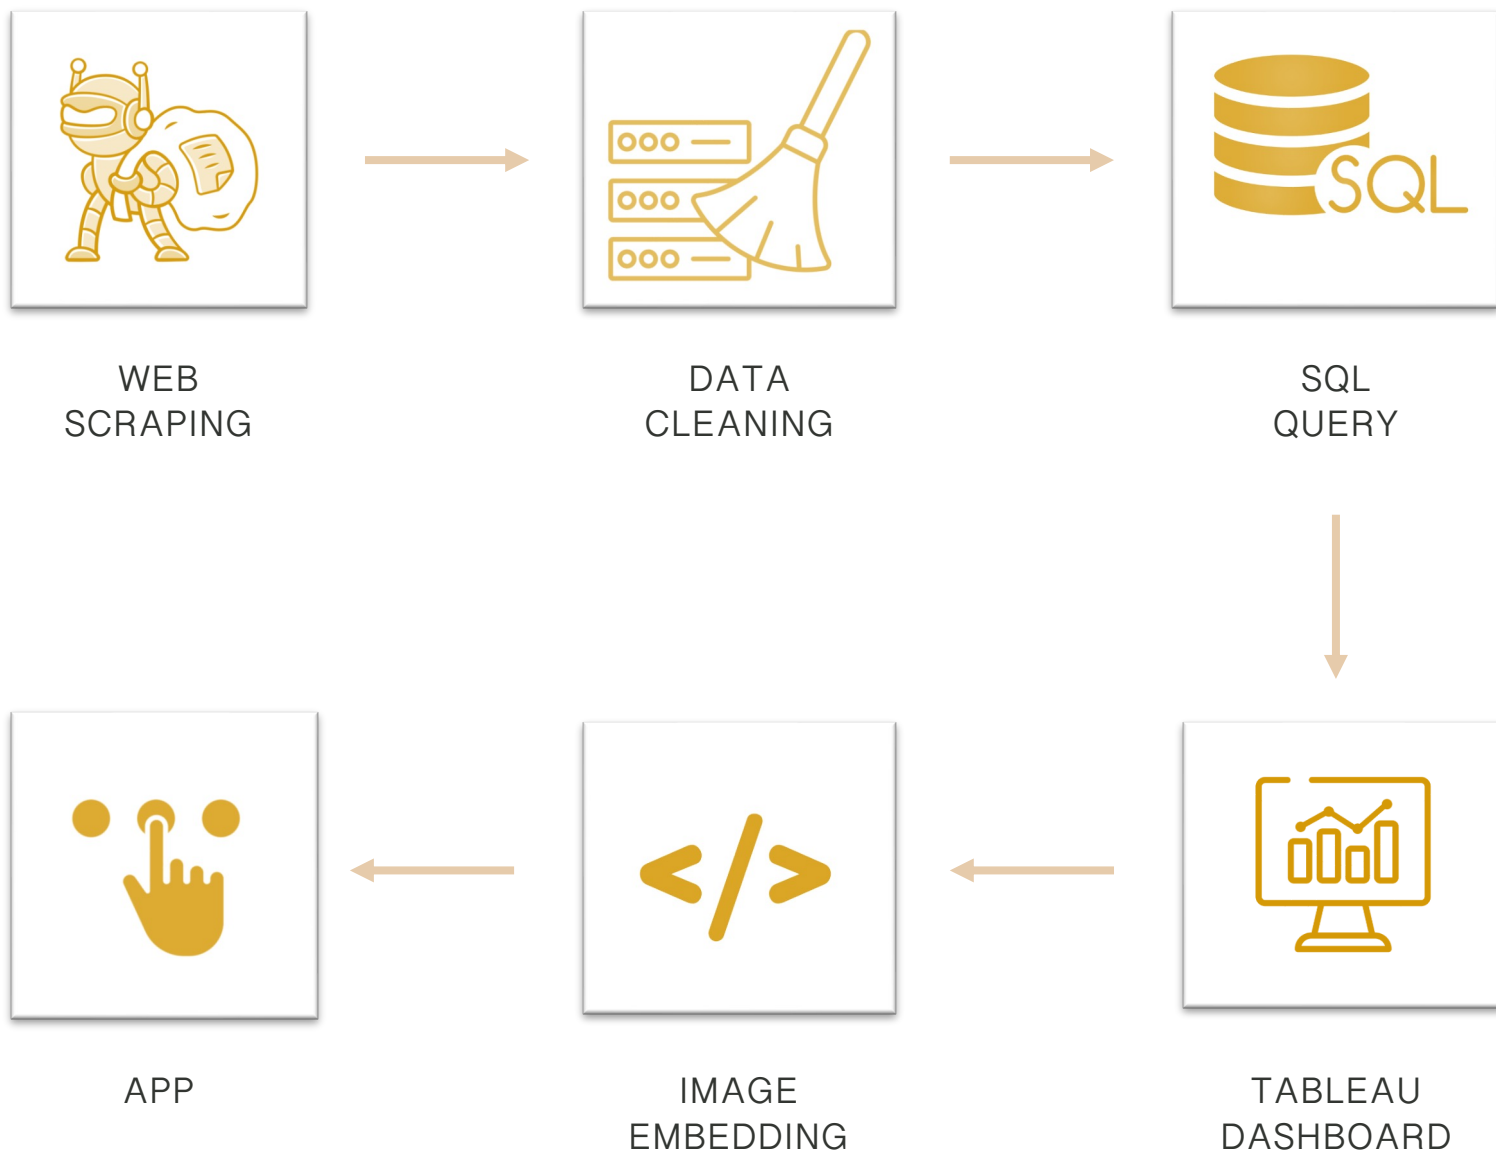 SQL
WEB
SCRAPING
DATA
CLEANING
SQL
QUERY
APP
IMAGE
EMBEDDING
TABLEAU
DASHBOARD